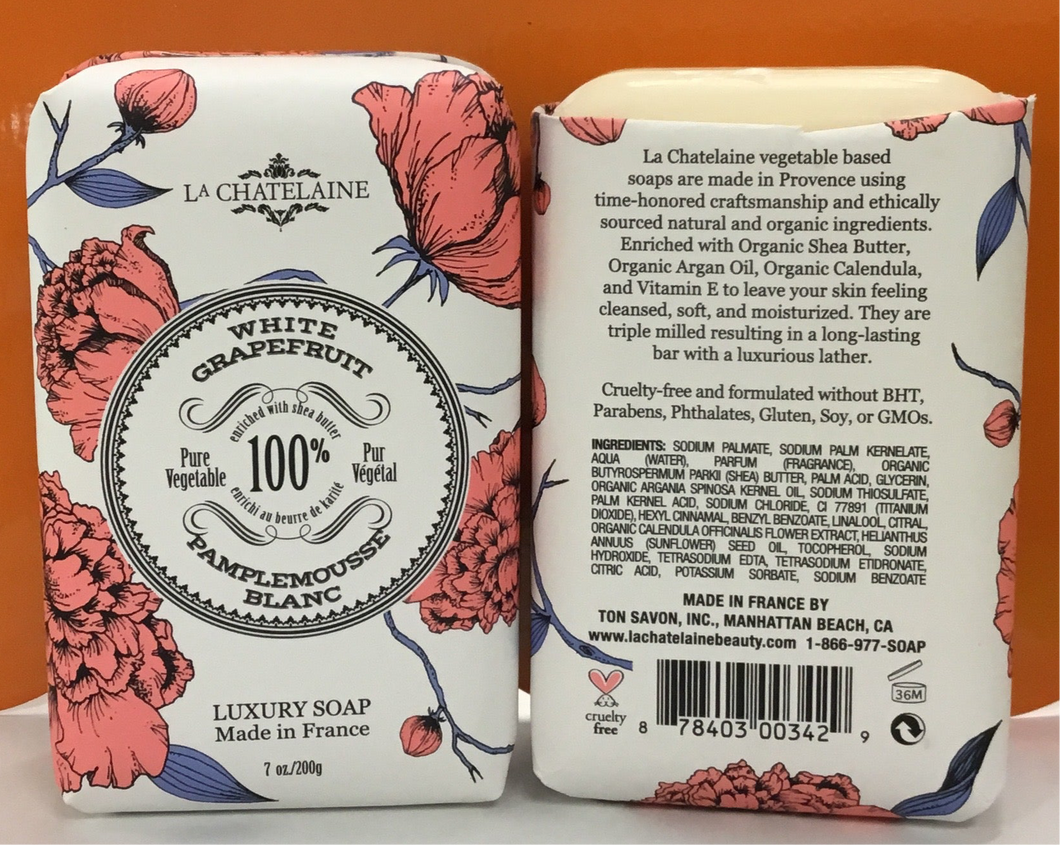 LA CHATELAINE
WHITE
GRAPEFRUIT
enriched with shea butter
Pure
Vegetable
100%
Pur
Végétal
enrichi au beurre de karite
PAMPLEMOUSSE
BLANC
LUXURY SOAP
Made in France
7 oz./200g
La Chatelaine vegetable based
soaps are made in Provence using
time-honored craftsmanship and ethically
sourced natural and organic ingredients.
Enriched with Organic Shea Butter,
Organic Argan Oil, Organic Calendula,
and Vitamin E to leave your skin feeling
cleansed, soft, and moisturized. They are
triple milled resulting in a long-lasting
bar with a luxurious lather.
Cruelty-free and formulated without BHT,
Parabens, Phthalates, Gluten, Soy, or GMOs.
INGREDIENTS: SODIUM PALMATE, SODIUM PALM KERNELATE,
AQUA (WATER), PARFUM (FRAGRANCE), ORGANIC
BUTYROSPERMUM PARKII (SHEA) BUTTER, PALM ACID, GLYCERIN,
ORGANIC ARGANIA SPINOSA KERNEL OIL, SODIUM THIOSULFATE,
PALM KERNEL ACID, SODIUM CHLORIDE, CI 77891 (TITANIUM
DIOXIDE), HEXYL CINNAMAL, BENZYL BENZOATE, LINALOOL, CITRAL,
ORGANIC CALENDULA OFFICINALIS FLOWER EXTRACT, HELIANTHUS
ANNUUS (SUNFLOWER) SEED OIL, TOCOPHEROL, SODIUM
HYDROXIDE, TETRASODIUM EDTA, TETRASODIUM ETIDRONATE,
CITRIC ACID, POTASSIUM SORBATE, SODIUM BENZOATE
MADE IN FRANCE BY
TON SAVON, INC., MANHATTAN BEACH, CA
www.lachatelainebeauty.com 1-866-977-SOAP
cruelty
free
8 78403 00342 9
36M